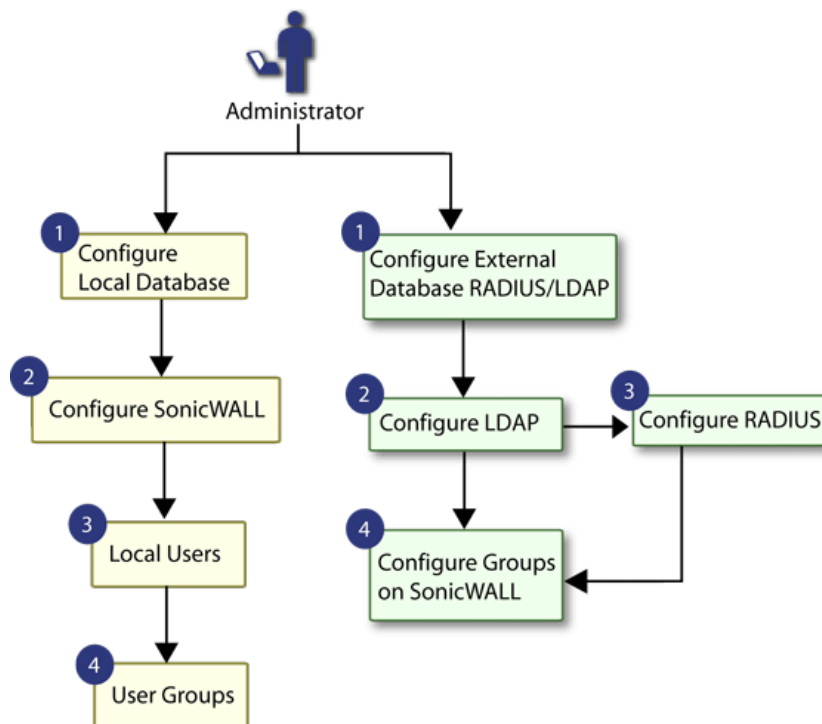 Administrator
1
Configure
Local Database
2
Configure SonicWALL
3
Local Users
4
User Groups
1
Configure External
Database RADIUS/LDAP
2
Configure LDAP
3
Configure RADIUS
4
Configure Groups
on SonicWALL